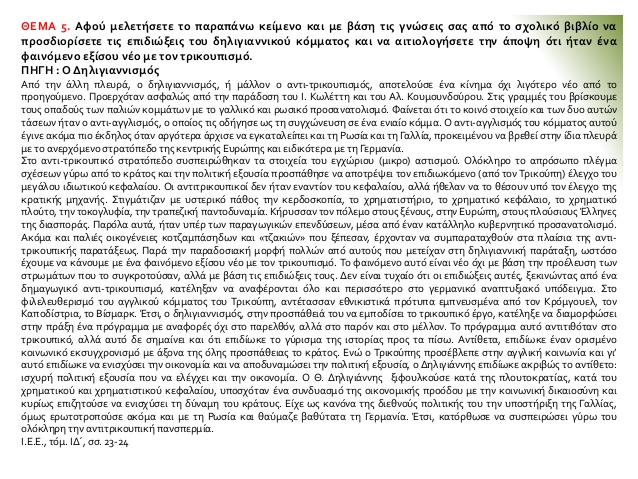 ΘΕΜΑ 5. Αφού μελετήσετε το παραπάνω κείμενο και με βάση τις γνώσεις σας από το σχολικό βιβλίο να
προσδιορίσετε τις επιδιώξεις του δηλιγιαννικού κόμματος και να αιτιολογήσετε την άποψη ότι ήταν ένα
φαινόμενο εξίσου νέο με τον τρικουπισμό.
ΠΗΓΗ : Ο Δηλιγιαννισμός
Από την άλλη πλευρά, ο δηλιγιαννισμός, ή μάλλον ο αντι-τρικουπισμός, αποτελούσε ένα κίνημα όχι λιγότερο νέο από το
προηγούμενο. Προερχόταν ασφαλώς από την παράδοση του Ι. Κωλέττη και του Αλ. Κουμουνδούρου. Στις γραμμές του βρίσκουμε
τους οπαδούς των παλιών κομμάτων με το γαλλικό και ρωσικό προσανατολισμό. Φαίνεται ότι το κοινό στοιχείο και των δυο αυτών
τάσεων ήταν ο αντι-αγγλισμός, ο οποίος τις οδήγησε ως τη συγχώνευση σε ένα ενιαίο κόμμα. Ο αντι-αγγλισμός του κόμματος αυτού
έγινε ακόμα πιο έκδηλος όταν αργότερα άρχισε να εγκαταλείπει και τη Ρωσία και τη Γαλλία, προκειμένου να βρεθεί στην ίδια πλευρά
με το ανερχόμενο στρατόπεδο της κεντρικής Ευρώπης και ειδικότερα με τη Γερμανία.
Στο αντι-τρικουπικό στρατόπεδο συσπειρώθηκαν τα στοιχεία του εγχώριου (μικρο) αστισμού. Ολόκληρο το απρόσωπο πλέγμα
σχέσεων γύρω από το κράτος και την πολιτική εξουσία προσπάθησε να αποτρέψει τον επιδιωκόμενο (από τον Τρικούπη) έλεγχο του
μεγάλου ιδιωτικού κεφαλαίου. Οι αντιτρικουπικοί δεν ήταν εναντίον του κεφαλαίου, αλλά ήθελαν να το θέσουν υπό τον έλεγχο της
κρατικής μηχανής. Στιγμάτιζαν με υστερικό πάθος την κερδοσκοπία, το χρηματιστήριο, το χρηματικό κεφάλαιο, το χρηματικό
πλούτο, την τοκογλυφία, την τραπεζική παντοδυναμία. Κήρυσσαν τον πόλεμο στους ξένους, στην Ευρώπη, στους πλούσιους Έλληνες
της διασποράς. Παρόλα αυτά, ήταν υπέρ των παραγωγικών επενδύσεων, μέσα από έναν κατάλληλο κυβερνητικό προσανατολισμό.
Ακόμα και παλιές οικογένειες κοτζαμπάσηδων και «τζακιών» που ξέπεσαν, έρχονταν να συμπαραταχθούν στα πλαίσια της αντι-
τρικουπικής παρατάξεως. Παρά την παραδοσιακή μορφή πολλών από αυτούς που μετείχαν στη δηλιγιαννική παράταξη, ωστόσο
έχουμε να κάνουμε με ένα φαινόμενο εξίσου νέο με τον τρικουπισμό. Το φαινόμενο αυτό είναι νέο όχι με βάση την προέλευση των
στρωμάτων που το συγκροτούσαν, αλλά με βάση τις επιδιώξεις τους. Δεν είναι τυχαίο ότι οι επιδιώξεις αυτές, ξεκινώντας από ένα
δημαγωγικό αντι-τρικουπισμό, κατέληξαν να αναφέρονται όλο και περισσότερο στο γερμανικό αναπτυξιακό υπόδειγμα. Στο
φιλελευθερισμό του αγγλικού κόμματος του Τρικούπη, αντέτασσαν εθνικιστικά πρότυπα εμπνευσμένα από τον Κρόμγουελ, τον
Καποδίστρια, το Βίσμαρκ. Έτσι, ο δηλιγιαννισμός, στην προσπάθειά του να εμποδίσει το τρικουπικό έργο, κατέληξε να διαμορφώσει
στην πράξη ένα πρόγραμμα με αναφορές όχι στο παρελθόν, αλλά στο παρόν και στο μέλλον. Το πρόγραμμα αυτό αντιτιθόταν στο
τρικουπικό, αλλά αυτό δε σημαίνει και ότι επιδίωκε το γύρισμα της ιστορίας προς τα πίσω. Αντίθετα, επιδίωκε έναν ορισμένο
κοινωνικό εκσυγχρονισμό με άξονα της όλης προσπάθειας το κράτος. Ενώ ο Τρικούπης προσέβλεπε στην αγγλική κοινωνία και γι'
αυτό επιδίωκε να ενισχύσει την οικονομία και να αποδυναμώσει την πολιτική εξουσία, ο Δηλιγιάννης επιδίωκε ακριβώς το αντίθετο:
ισχυρή πολιτική εξουσία που να ελέγχει και την οικονομία. Ο Θ. Δηλιγιάννης ξιφουλκούσε κατά της πλουτοκρατίας, κατά του
χρηματικού και χρηματιστικού κεφαλαίου, υποσχόταν ένα συνδυασμό της οικονομικής προόδου με την κοινωνική δικαιοσύνη και
κυρίως επιζητούσε να ενισχύσει τη δύναμη του κράτους. Είχε ως κανόνα της διεθνούς πολιτικής του την υποστήριξη της Γαλλίας,
όμως ερωτοτροπούσε ακόμα και με τη Ρωσία και θαύμαζε βαθύτατα τη Γερμανία. Έτσι, κατόρθωσε να συσπειρώσει γύρω του
ολόκληρη την αντιτρικουπική πανσπερμία.
Ι.Ε.Ε., τόμ. ΙΔ΄, σσ. 23-24